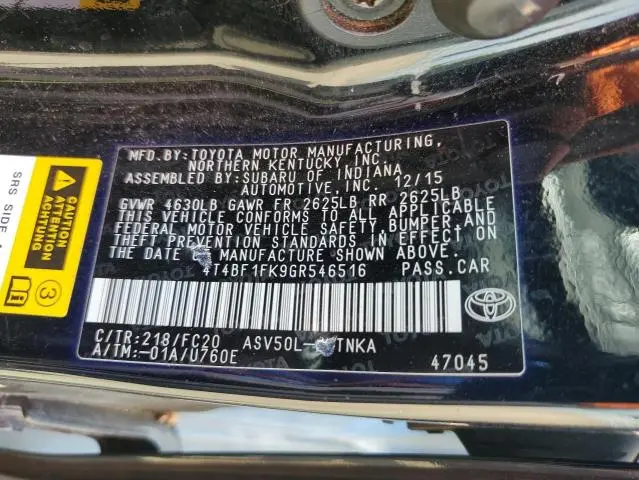 MFD.BY:TOYOTA MOTOR MANUFACTURING,
NORTHERN KENTUCKY,INC.
ASSEMBLED BY:SUBARU OF INDIANA
AUTOMOTIVE,INC. 12/15
GVWR 4630LB GAWR FR 2625LB RR 2625LB
THIS VEHICLE CONFORMS TO ALL APPLICABLE
FEDERAL MOTOR VEHICLE SAFETY,BUMPER,AND
THEFT PREVENTION STANDARDS IN EFFECT ON
THE DATE MANUFACTURE SHOWN ABOVE.
4T4BF1FK9GR546516 PASS.CAR
C/TR:218/FC20 ASV50L- TNKA
A/TM:-01A/U760E 47045
TOYOTA
CAUTION
ATTENTION
ACHTUNG
3
SRS SIDE